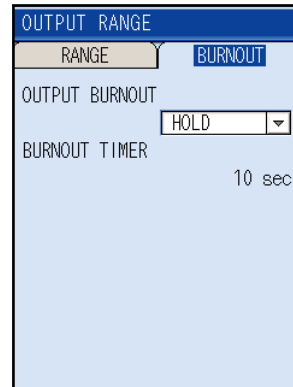 OUTPUT RANGE
RANGE BURNOUT
OUTPUT BURNOUT
HOLD
BURNOUT TIMER
10 sec